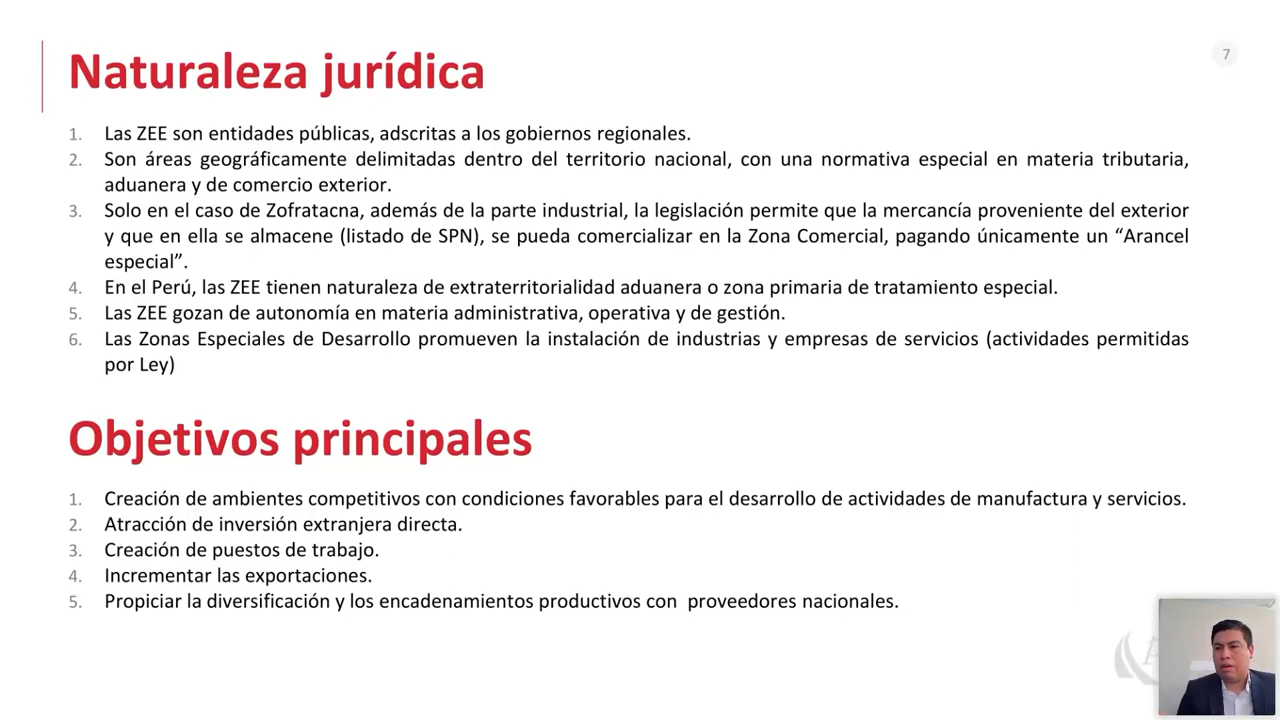 Naturaleza jurídica
7
1. Las ZEE son entidades públicas, adscritas a los gobiernos regionales.
2. Son áreas geográficamente delimitadas dentro del territorio nacional, con una normativa especial en materia tributaria,
aduanera y de comercio exterior.
3. Solo en el caso de Zofratacna, además de la parte industrial, la legislación permite que la mercancía proveniente del exterior
y que en ella se almacene (listado de SPN), se pueda comercializar en la Zona Comercial, pagando únicamente un “Arancel
especial”.
4. En el Perú, las ZEE tienen naturaleza de extraterritorialidad aduanera o zona primaria de tratamiento especial.
5. Las ZEE gozan de autonomía en materia administrativa, operativa y de gestión.
6. Las Zonas Especiales de Desarrollo promueven la instalación de industrias y empresas de servicios (actividades permitidas
por Ley)
Objetivos principales
1. Creación de ambientes competitivos con condiciones favorables para el desarrollo de actividades de manufactura y servicios.
2. Atracción de inversión extranjera directa.
3. Creación de puestos de trabajo.
4. Incrementar las exportaciones.
5. Propiciar la diversificación y los encadenamientos productivos con  proveedores nacionales.